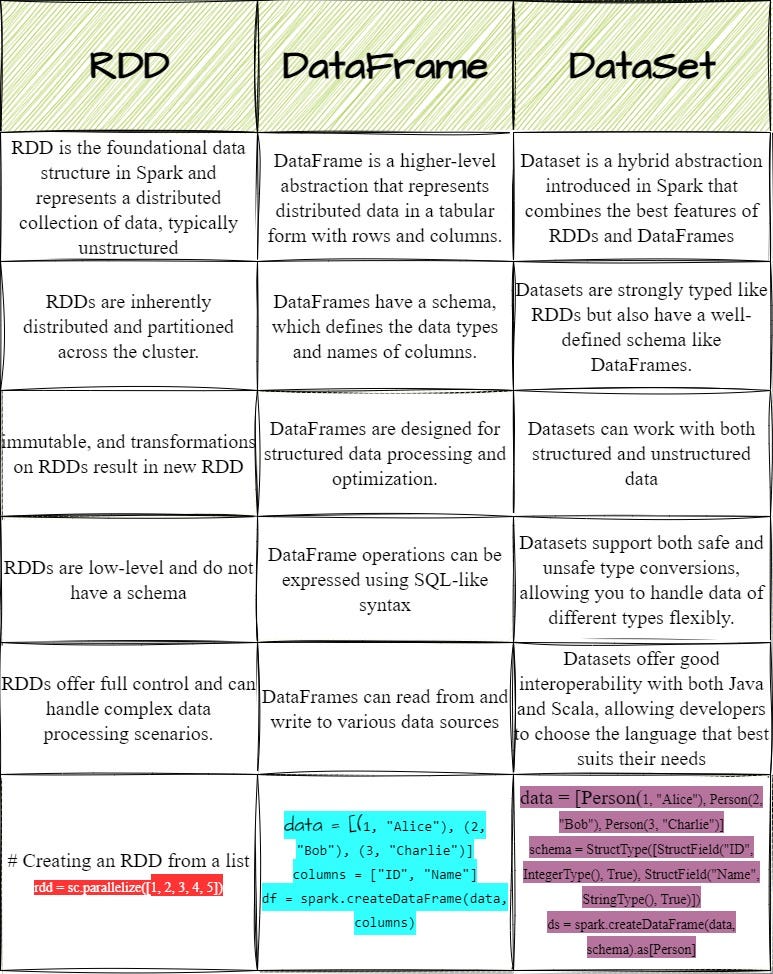 RDD
DataFrame
DataSet
RDD is the foundational data
structure in Spark and
represents a distributed
collection of data, typically
unstructured
DataFrame is a higher-level
abstraction that represents
distributed data in a tabular
form with rows and columns.
Dataset is a hybrid abstraction
introduced in Spark that
combines the best features of
RDDs and DataFrames
RDDs are inherently
distributed and partitioned
across the cluster.
DataFrames have a schema,
which defines the data types
and names of columns.
Datasets are strongly typed like
RDDs but also have a well-
defined schema like
DataFrames.
immutable, and transformations
on RDDs result in new RDD
DataFrames are designed for
structured data processing and
optimization.
Datasets can work with both
structured and unstructured
data
RDDs are low-level and do not
have a schema
DataFrame operations can be
expressed using SQL-like
syntax
Datasets support both safe and
unsafe type conversions,
allowing you to handle data of
different types flexibly.
RDDs offer full control and can
handle complex data
processing scenarios.
DataFrames can read from and
write to various data sources
Datasets offer good
interoperability with both Java
and Scala, allowing developers
to choose the language that best
suits their needs
# Creating an RDD from a list
rdd = sc.parallelize([1, 2, 3, 4, 5])
data = [(1, "Alice"), (2,
"Bob"), (3, "Charlie")]
columns = ["ID", "Name"]
df = spark.createDataFrame(data,
columns)
data = [Person(1, "Alice"), Person(2,
"Bob"), Person(3, "Charlie")]
schema = StructType([StructField("ID",
IntegerType(), True), StructField("Name",
StringType(), True)])
ds = spark.createDataFrame(data,
schema).as[Person]